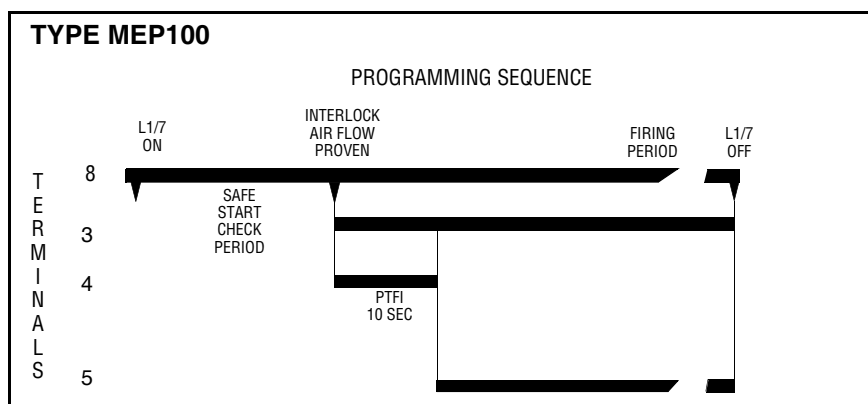 TYPE MEP100
PROGRAMMING SEQUENCE
L1/7
ON
INTERLOCK
AIR FLOW
PROVEN
FIRING
PERIOD
L1/7
OFF
TERMINALS
8
SAFE
START
CHECK
PERIOD
3
4
PTFI
10 SEC
5